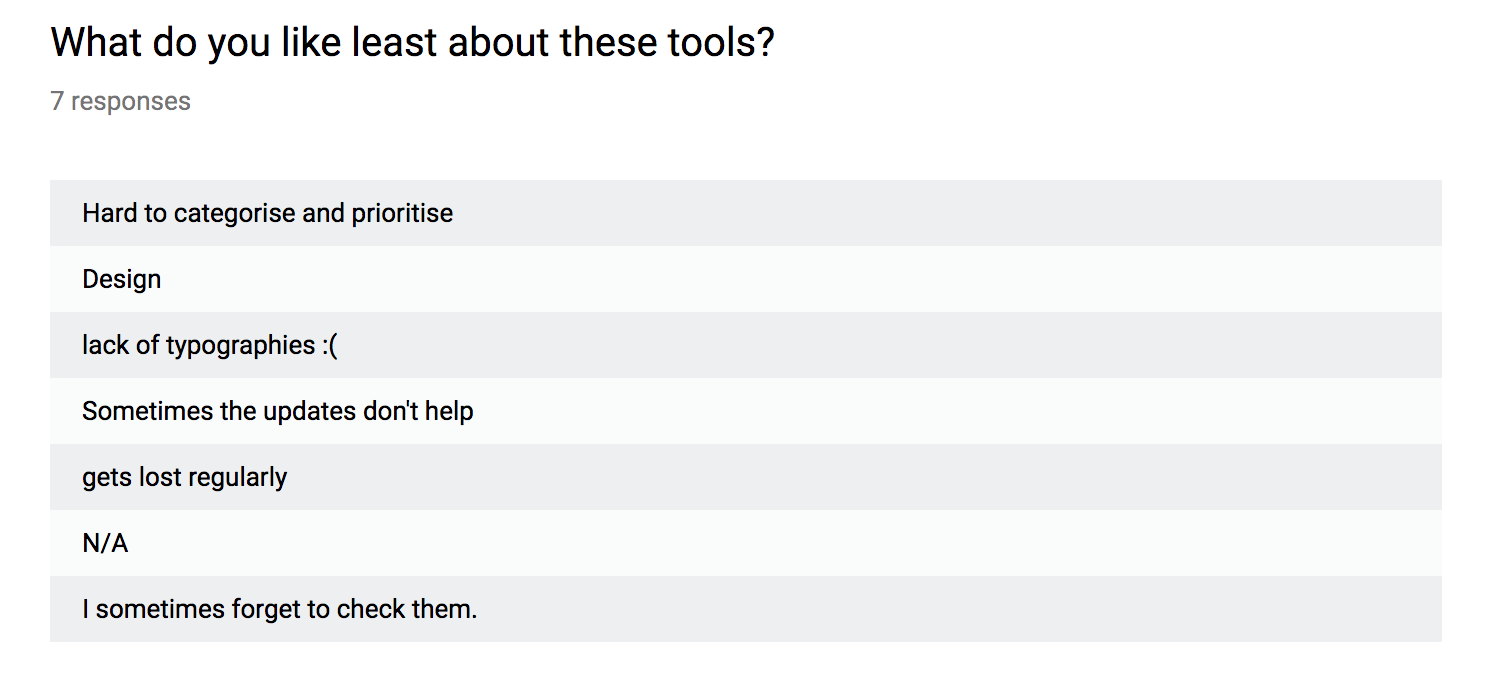 What do you like least about these tools?
7 responses
Hard to categorise and prioritise
Design
lack of typographies :(
Sometimes the updates don't help
gets lost regularly
N/A
I sometimes forget to check them.